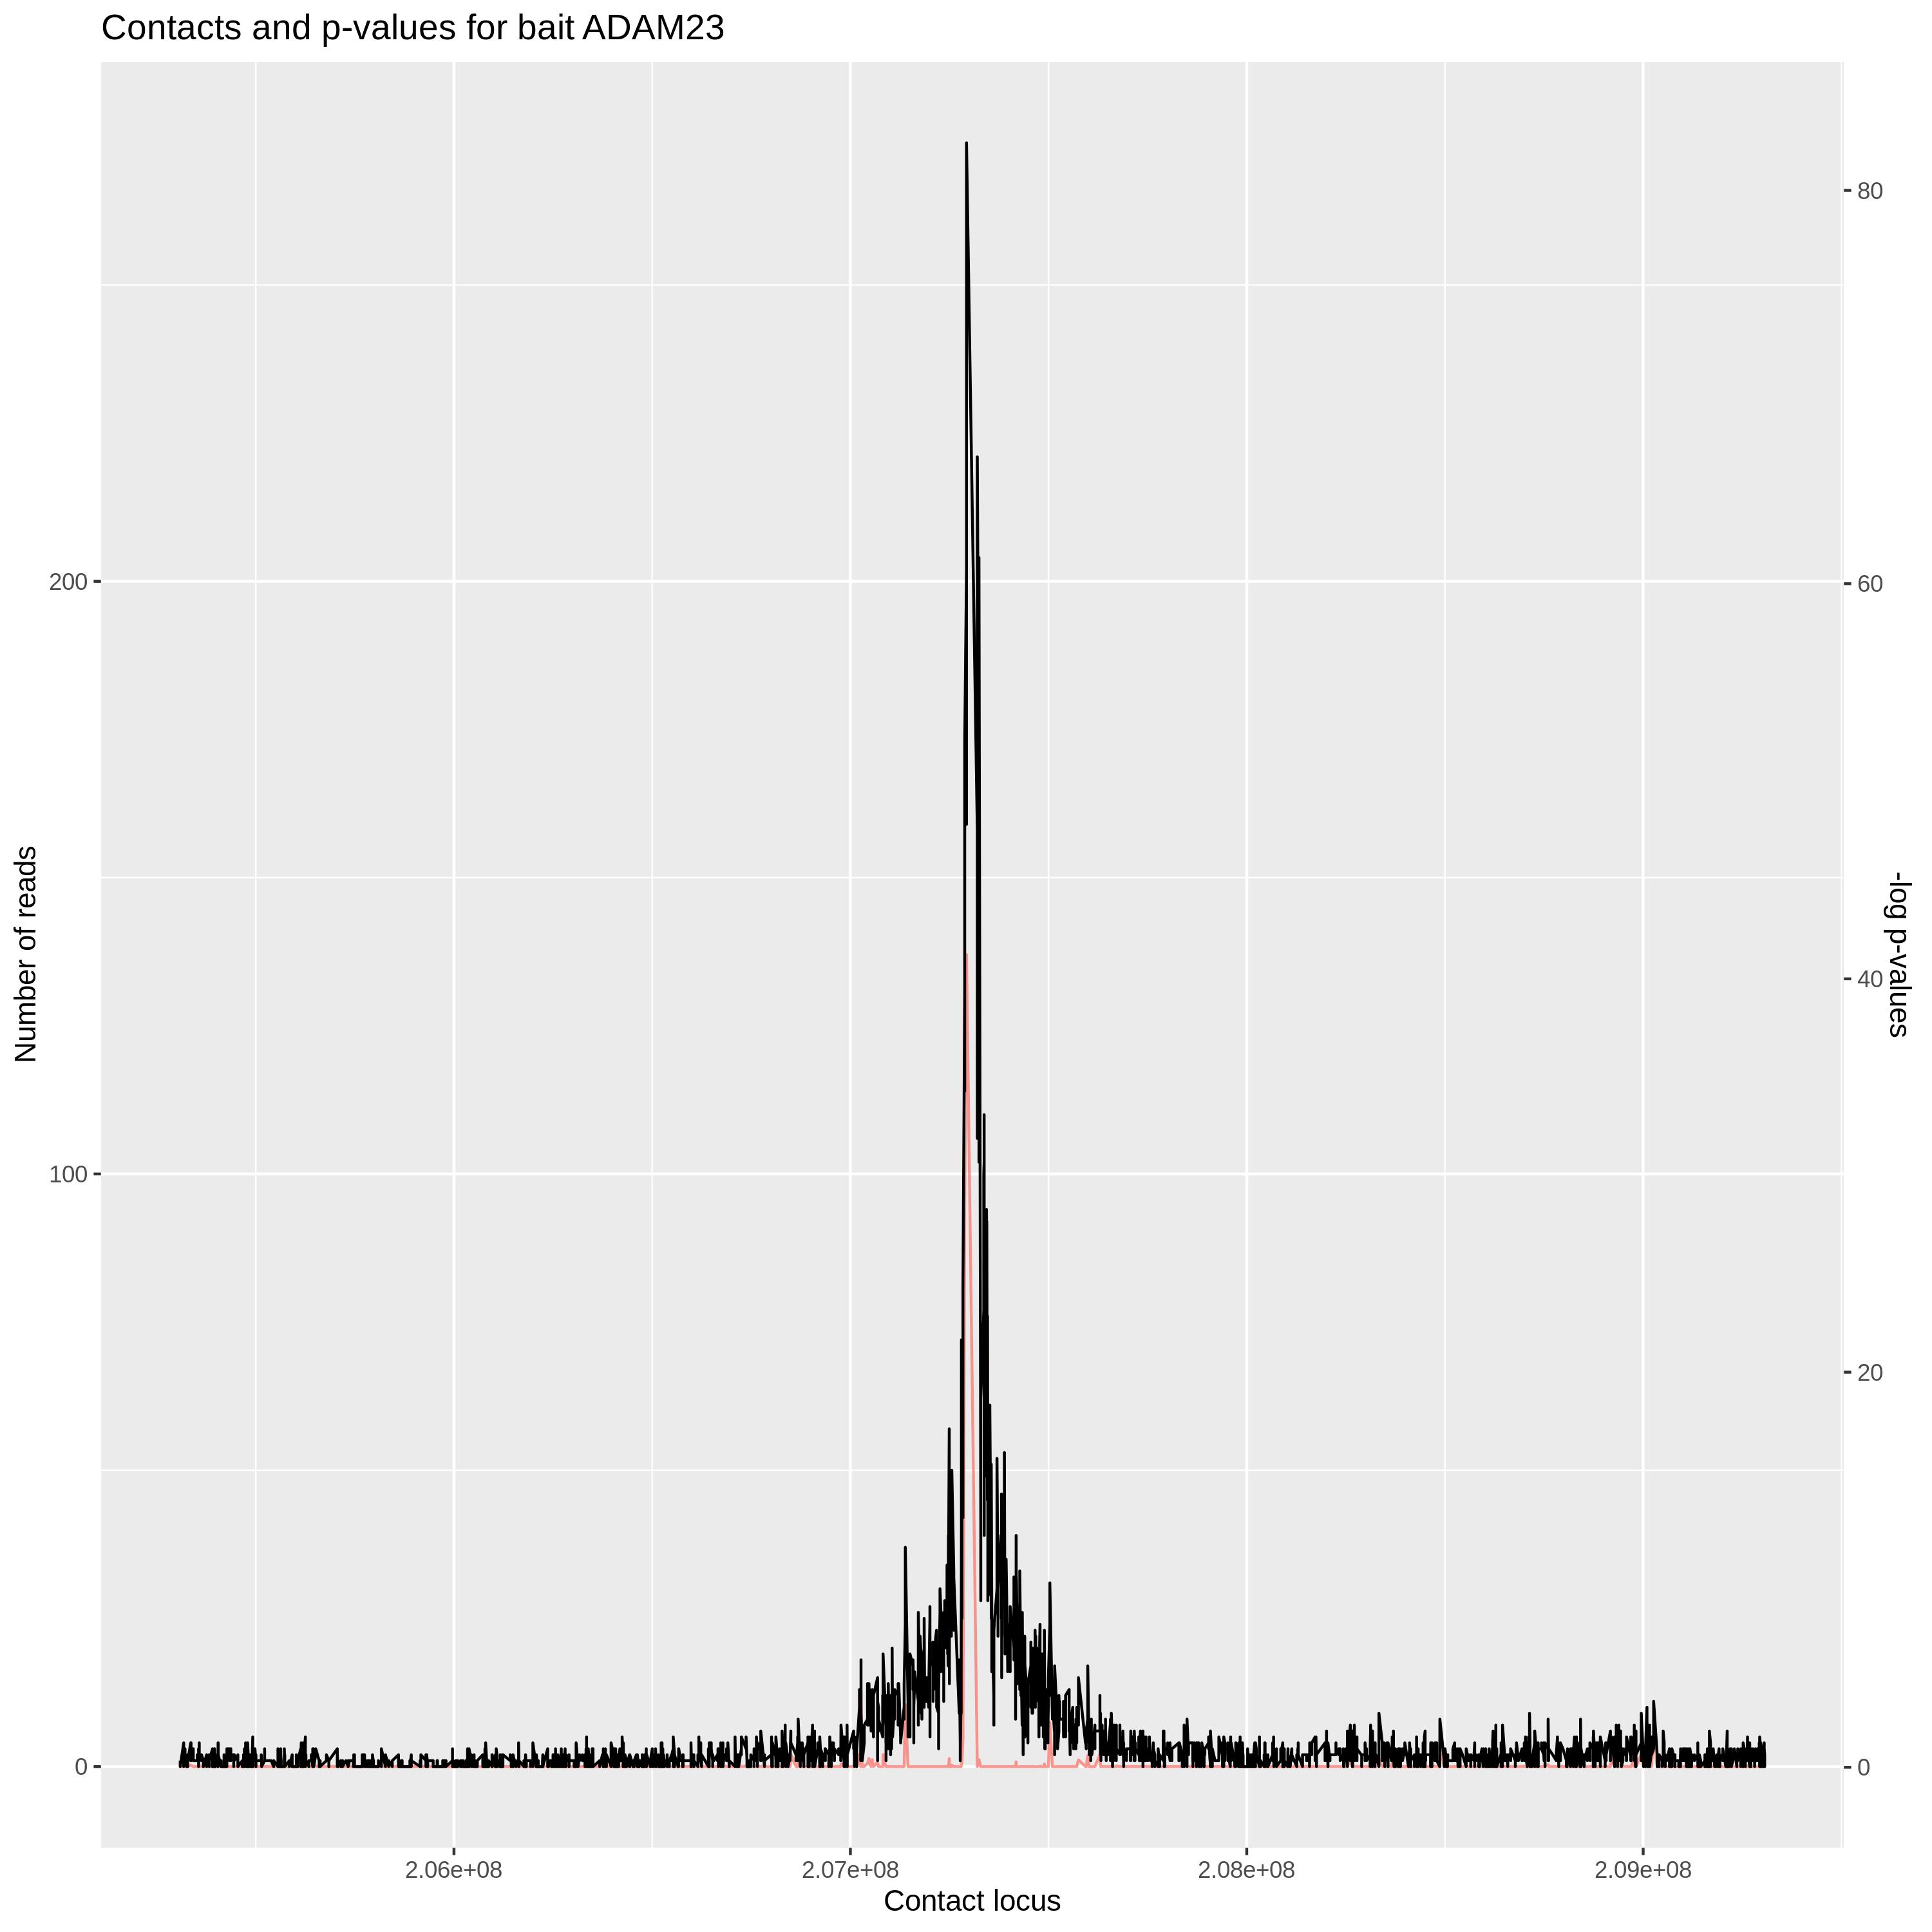 Contacts and p-values for bait ADAM23
Number of reads
200
100
0
80
60
40
20
0
-log p-values
2.06e+08
2.07e+08
2.08e+08
2.09e+08
Contact locus